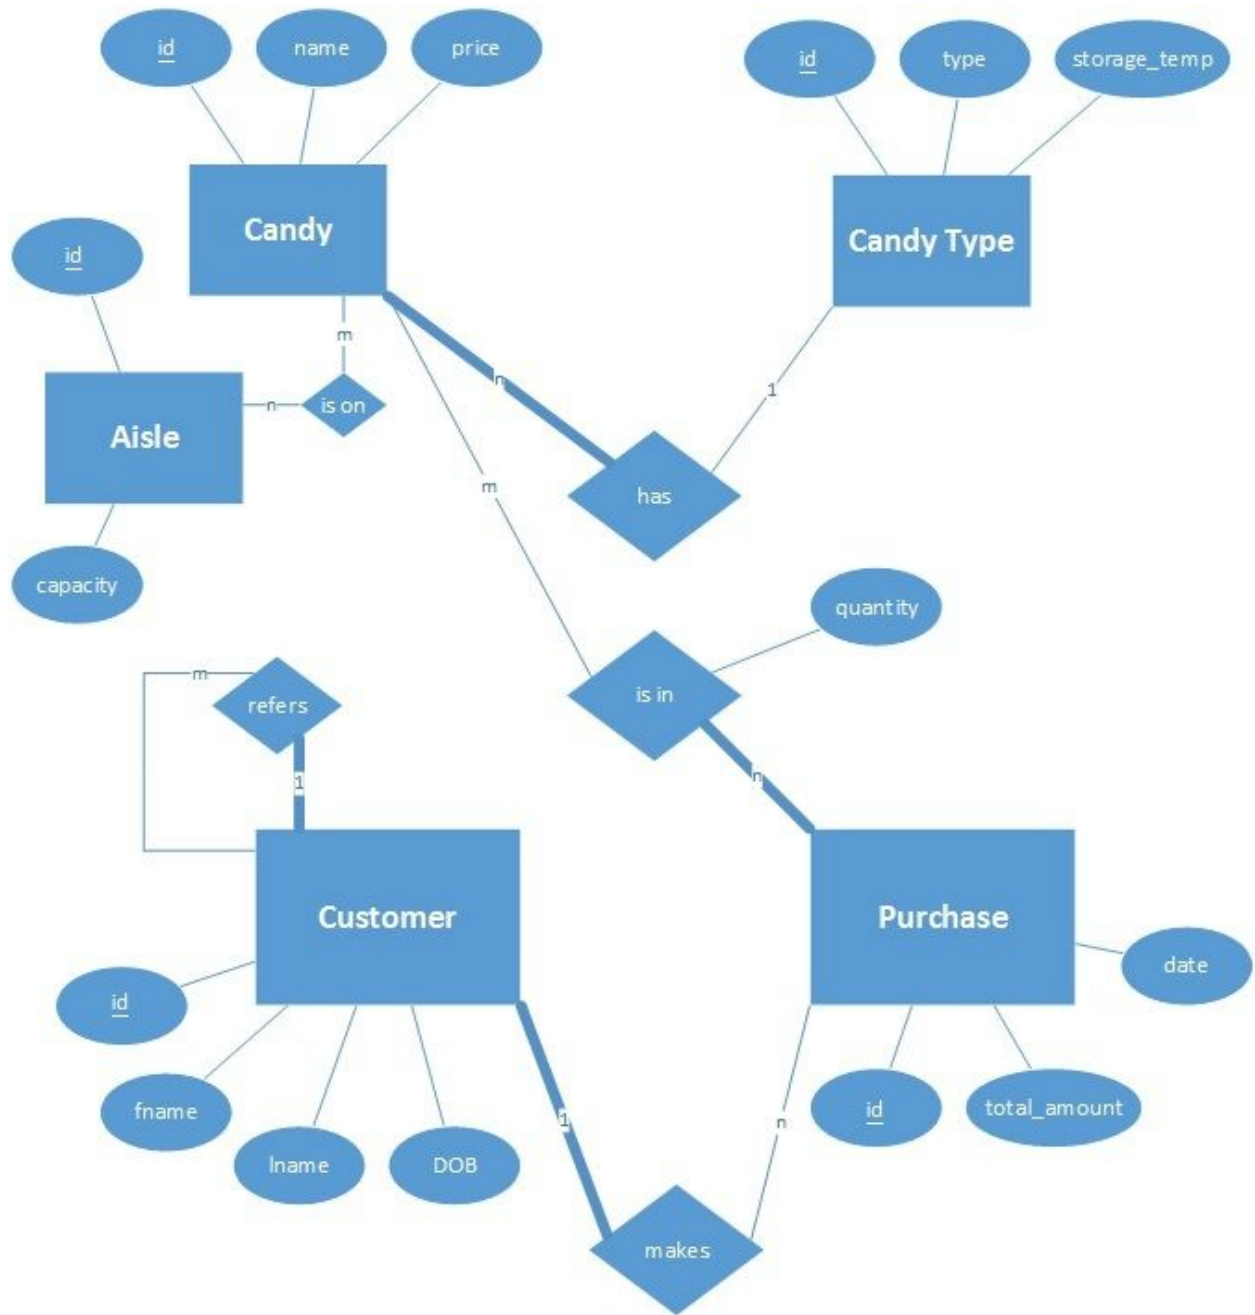 id
name
price
id
type
storage_temp
Candy
Candy Type
id
m
n
is on
Aisle
n
1
m
has
capacity
quantity
m
refers
is in
1
n
Customer
Purchase
date
id
fname
lname
DOB
1
n
id
total_amount
makes